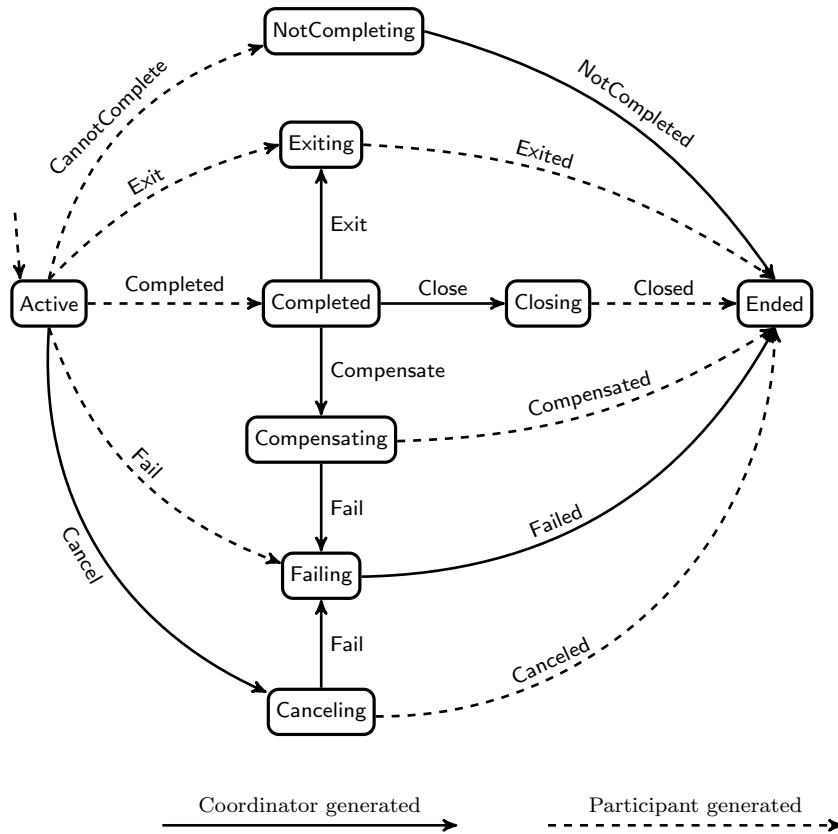 NotCompleting
NotCompleted
CannotComplete
Exiting
Exited
Exit
Exit
Active
Completed
Completed
Close
Closing
Closed
Ended
Compensate
Compensated
Compensating
Fail
Fail
Failed
Cancel
Failing
Fail
Canceled
Canceling
Coordinator generated
Participant generated